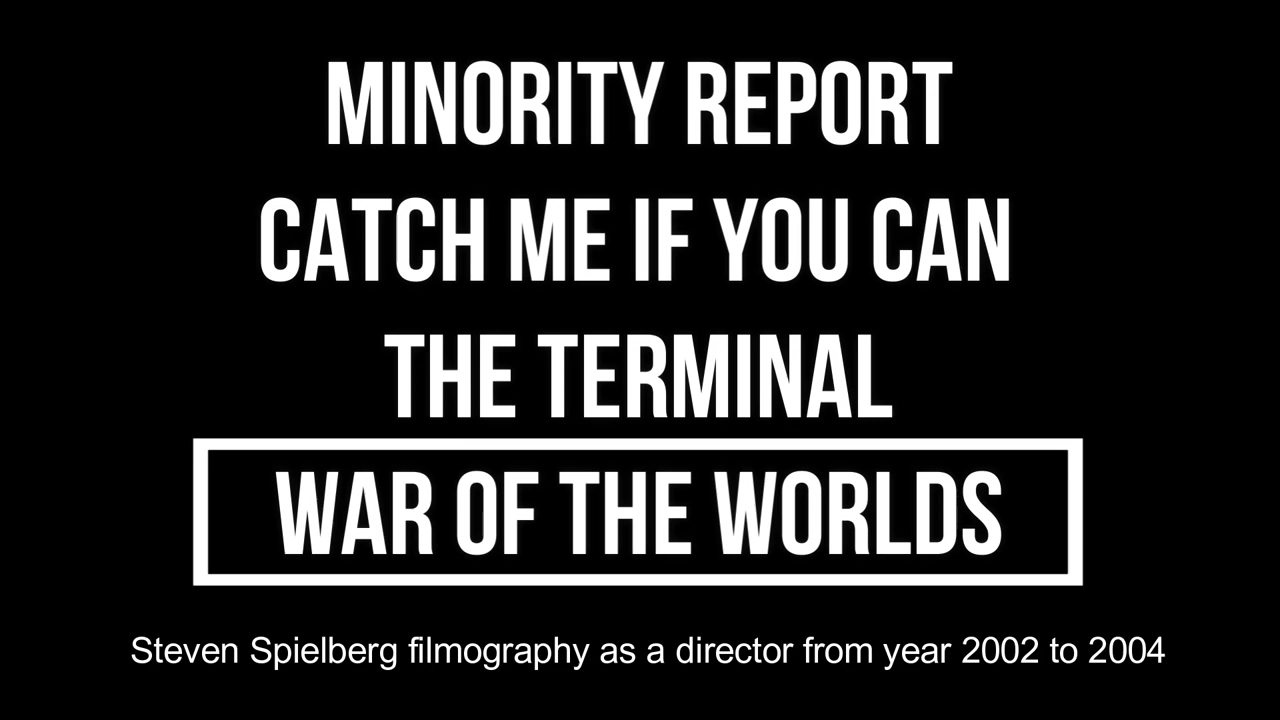 MINORITY REPORT
CATCH ME IF YOU CAN
THE TERMINAL
WAR OF THE WORLDS
Steven Spielberg filmography as a director from year 2002 to 2004